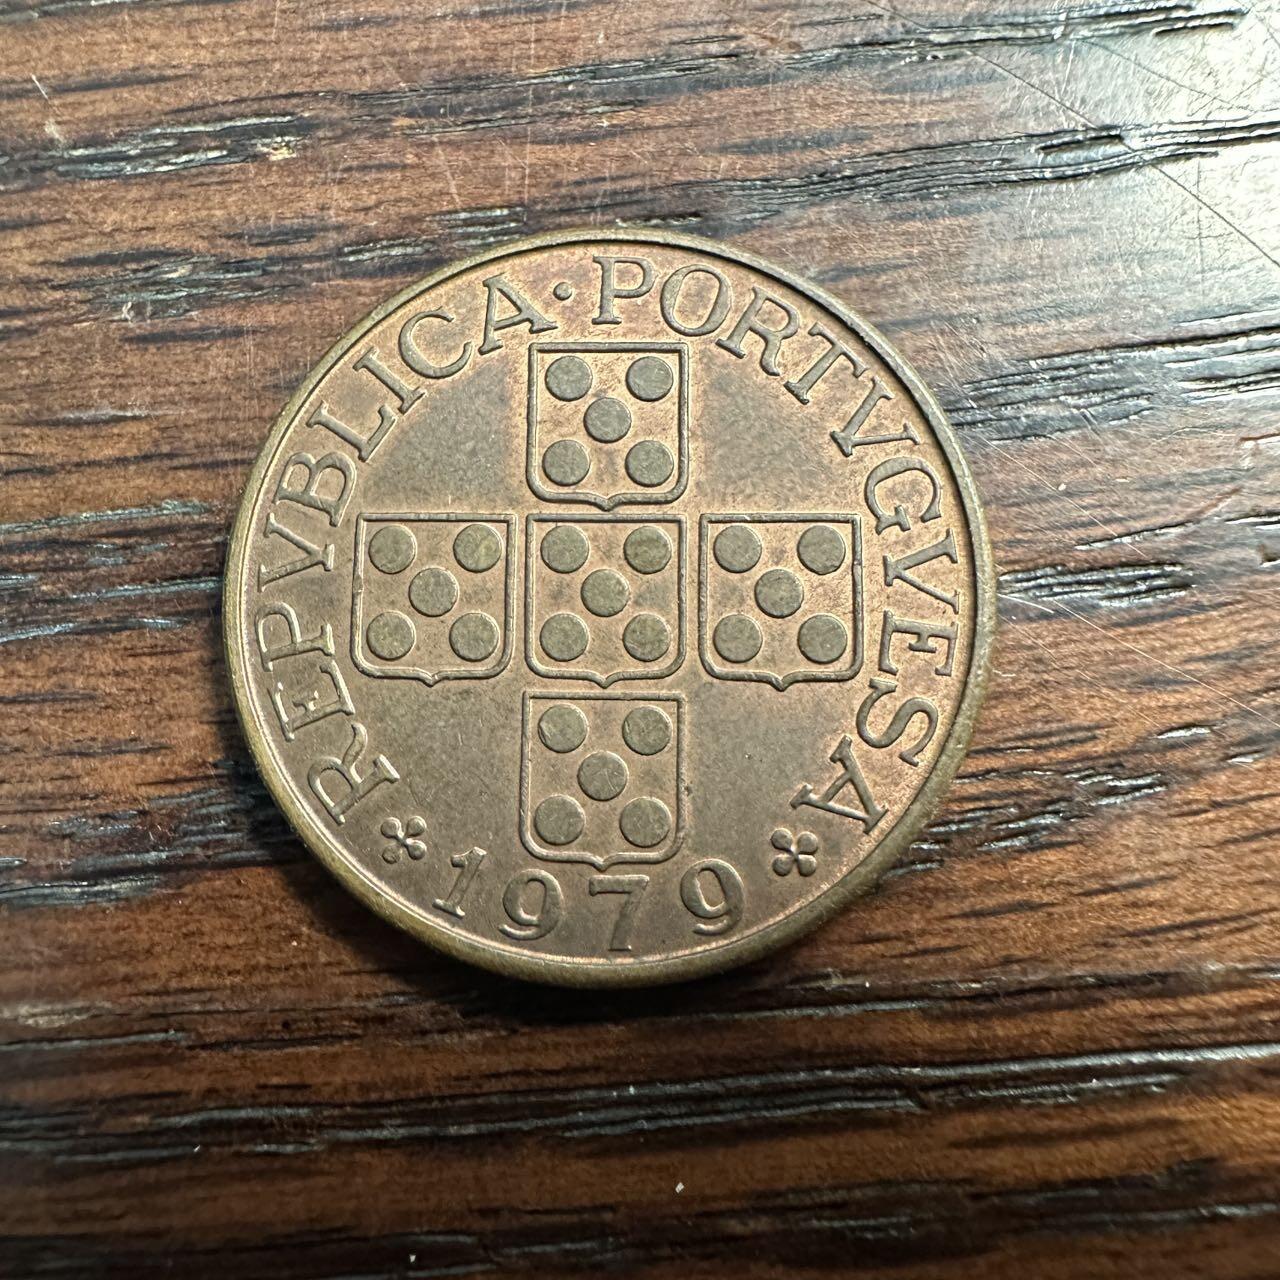 REPVBLICA · PORTVGVESA
1979